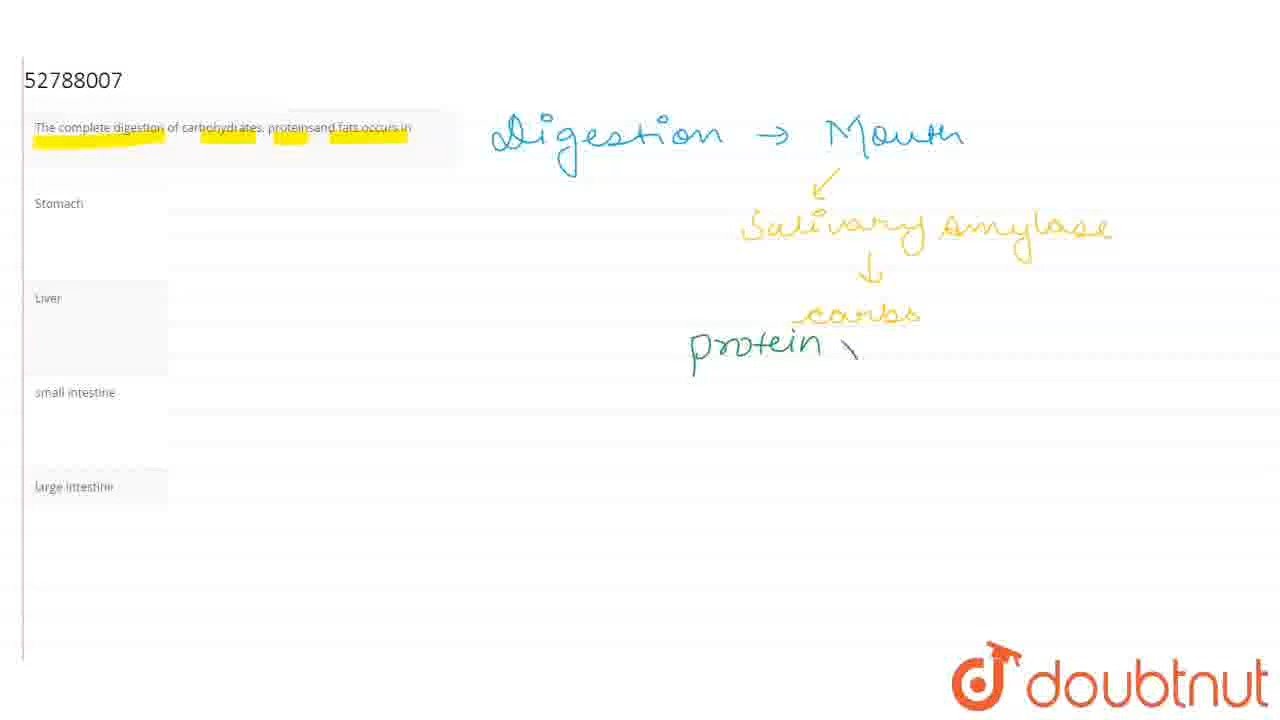 52788007
The complete digestion of carbohydrates, proteinsand fats occurs in
Digestion → Mouth
Stomach
Salivary amylase
↓
carbs
Liver
protein
small intestine
large intestine
doubtnut